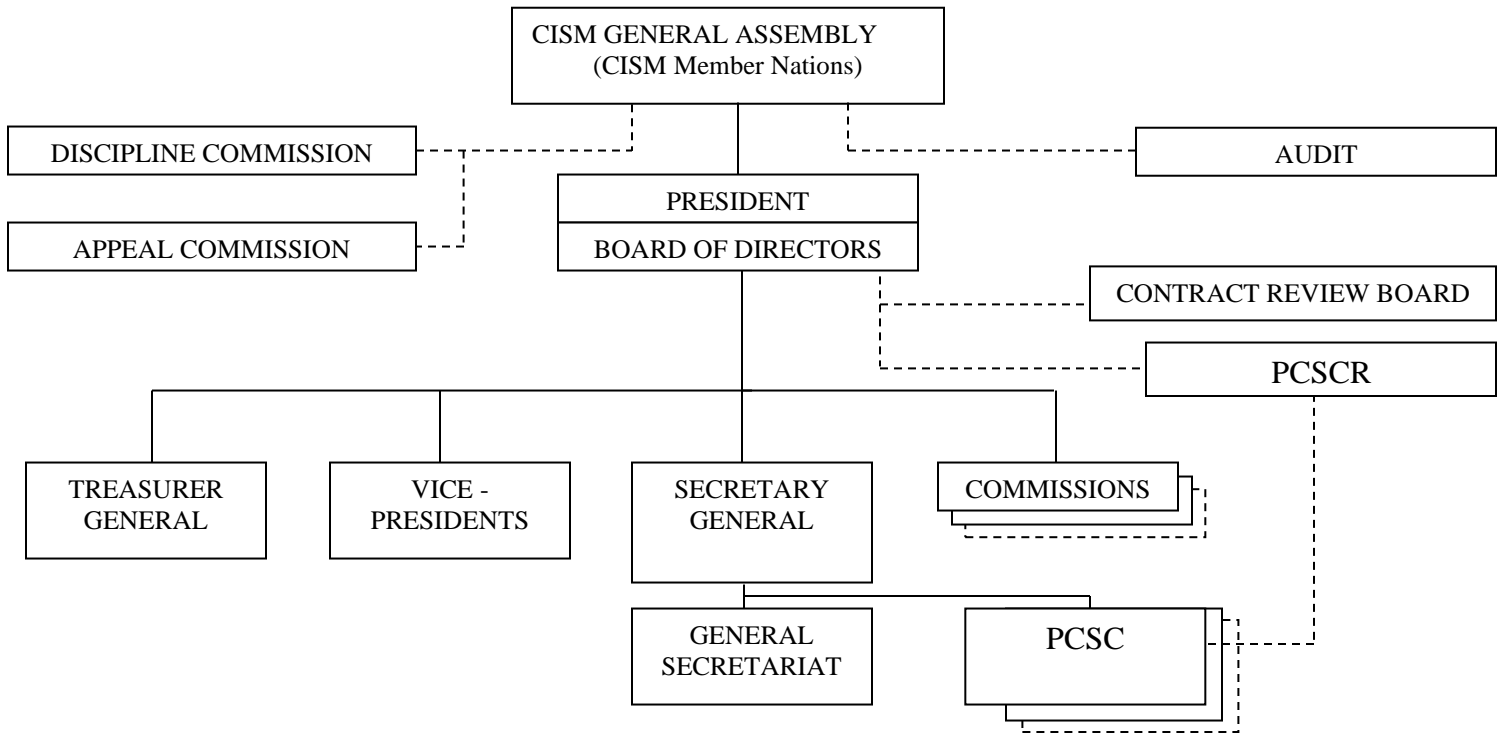 CISM GENERAL ASSEMBLY
(CISM Member Nations)
DISCIPLINE COMMISSION
AUDIT
PRESIDENT
APPEAL COMMISSION
BOARD OF DIRECTORS
CONTRACT REVIEW BOARD
PCSCR
TREASURER
GENERAL
VICE -
PRESIDENTS
SECRETARY
GENERAL
COMMISSIONS
GENERAL
SECRETARIAT
PCSC